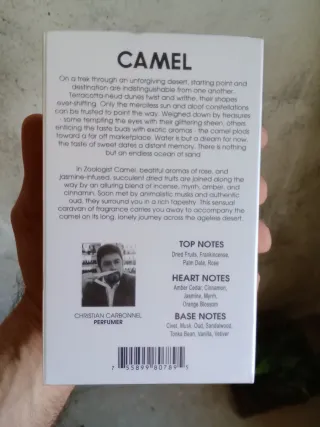 CAMEL
On a trek through an unforgiving desert, starting point and
destination are indistinguishable from one another.
Terracotta-hued dunes twist and writhe, their shapes
ever-shifting. Only the merciless sun and aloof constellations
can be trusted to point the way. Weighed down by treasures
- some tempting the eyes with their glittering sheen, others
enticing the taste buds with exotic aromas - the camel plods
toward a far off marketplace. Water is but a dream for now,
the taste of sweet dates a distant memory. There is nothing
but an endless ocean of sand.
In Zoologist Camel, beatific aromas of rose, and
jasmine-infused, succulent dried fruits are joined along the
way by an alluring blend of incense, myrrh, amber, and
cinnamon. Soon met by animalistic musks and authentic
oud, they surround you in a rich tapestry. This sensual
caravan of fragrance carries you away to accompany the
camel on its long, lonely journey across the ageless desert.
TOP NOTES
Dried Fruits, Frankincense,
Palm Date, Rose
HEART NOTES
Amber, Cedar, Cinnamon,
Jasmine, Myrrh,
Orange Blossom
BASE NOTES
Civet, Musk, Oud, Sandalwood,
Tonka Bean, Vanilla, Vetiver
CHRISTIAN CARBONNEL
PERFUMER
7 55899 80789